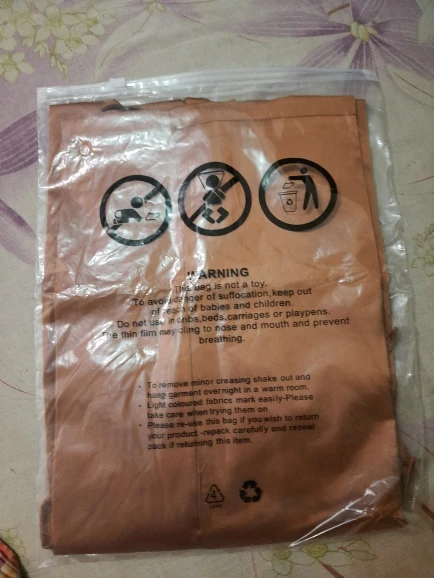 WARNING
This bag is not a toy.
To avoid danger of suffocation,keep out
of reach of babies and children.
Do not use in cribs,beds,carriages or playpens.
The thin film may cling to nose and mouth and prevent
breathing.
• To remove minor creasing shake out and
hang garment overnight in a warm room.
• Light coloured fabrics mark easily-Please
take care when trying them on
• Please re-use this bag if you wish to return
your product -repack carefully and reseal
pack if returning this item.
4
LDPE